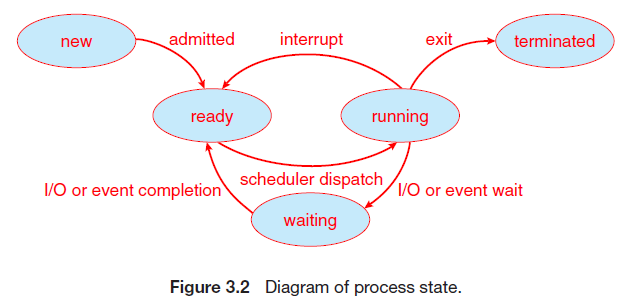 new
admitted
interrupt
exit
terminated
ready
running
scheduler dispatch
I/O or event completion
I/O or event wait
waiting
Figure 3.2 Diagram of process state.